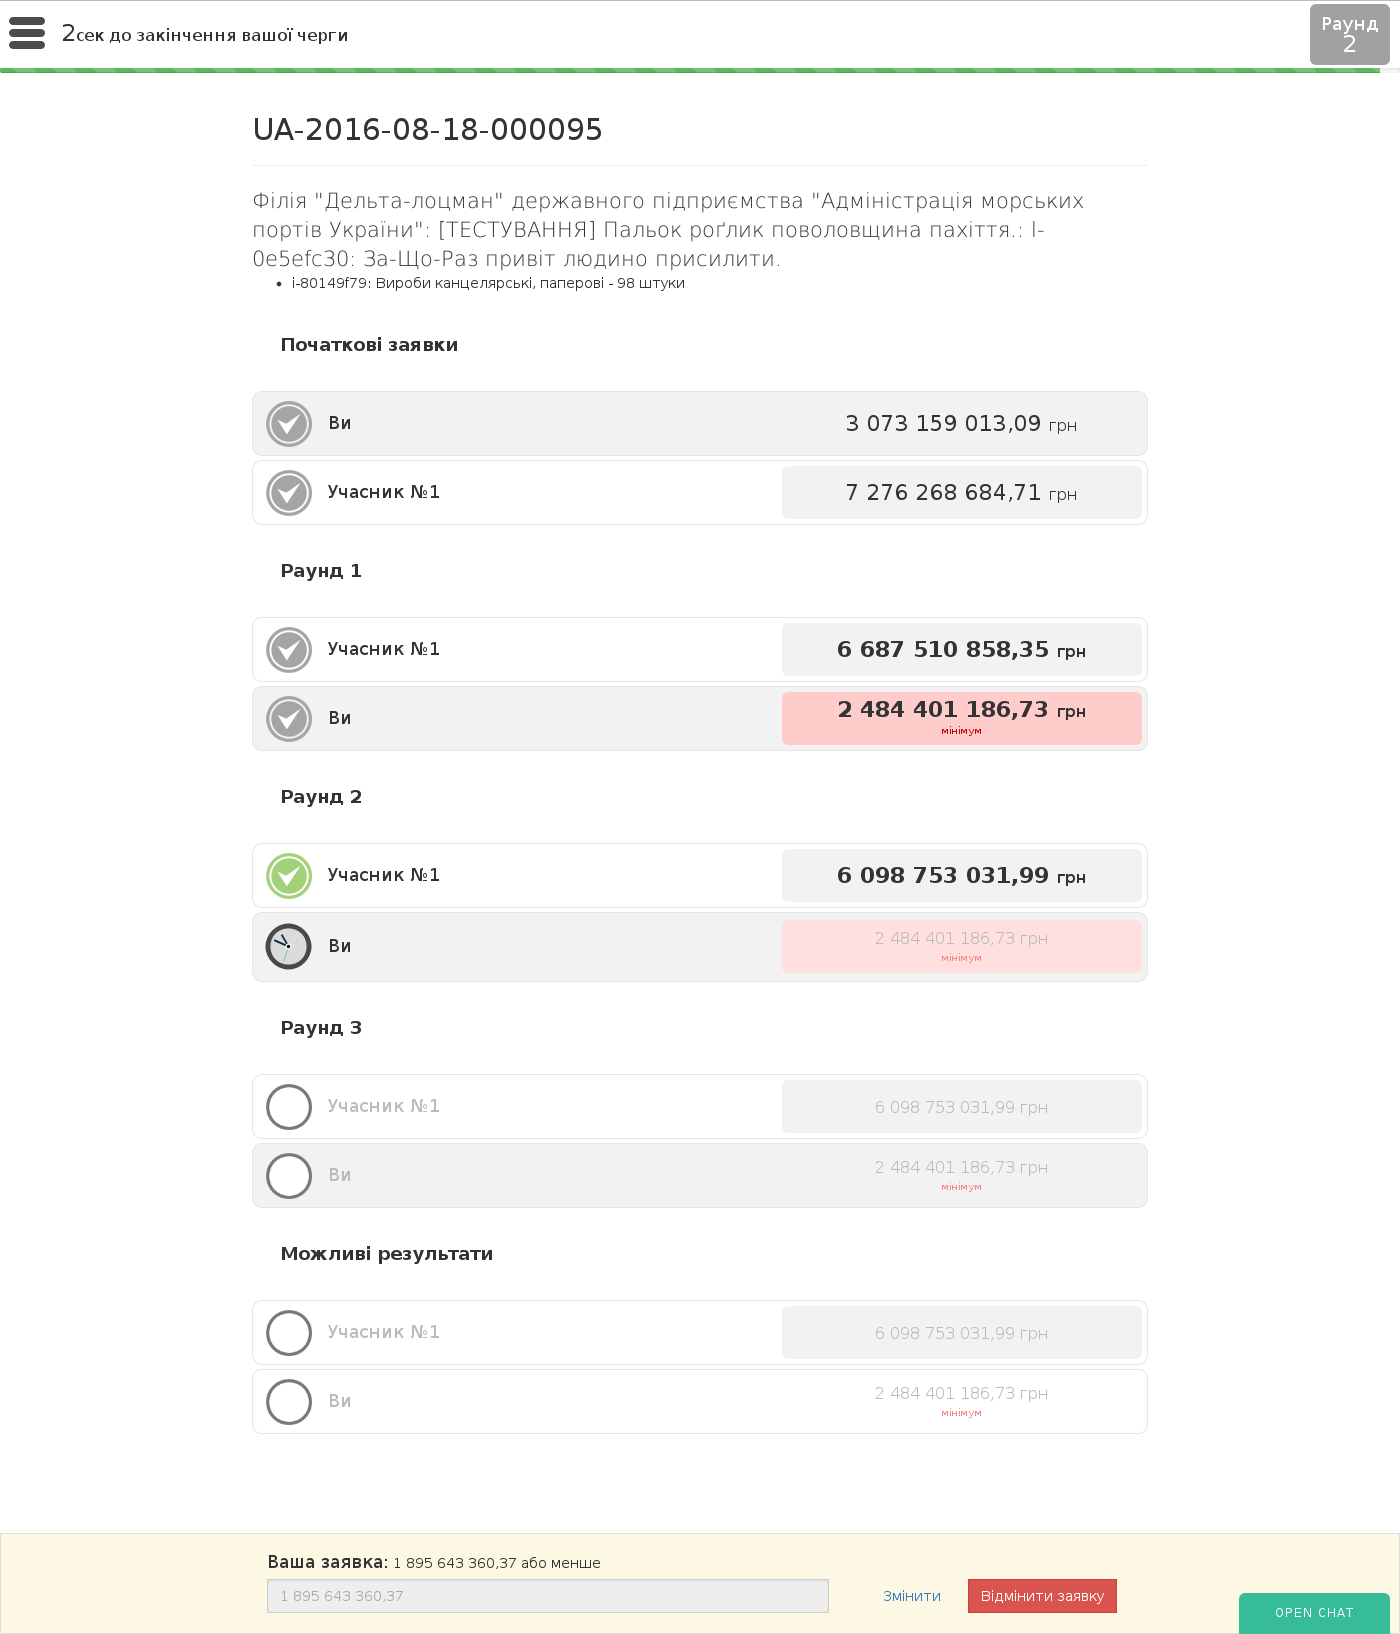 2сек до закінчення вашої черги
Раунд
2
UA-2016-08-18-000095
Філія "Дельта-лоцман" державного підприємства "Адміністрація морських
портів України": [ТЕСТУВАННЯ] Пальок роґлик поволовщина пахіття.: І-
0e5efc30: За-Що-Раз привіт людино присилити.
i-80149f79: Вироби канцелярські, паперові - 98 штуки
Початкові заявки
Ви 3 073 159 013,09 грн
Учасник №1 7 276 268 684,71 грн
Раунд 1
Учасник №1 6 687 510 858,35 грн
Ви 2 484 401 186,73 грн
мінімум
Раунд 2
Учасник №1 6 098 753 031,99 грн
Ви 2 484 401 186,73 грн
мінімум
Раунд 3
Учасник №1 6 098 753 031,99 грн
Ви 2 484 401 186,73 грн
мінімум
Можливі результати
Учасник №1 6 098 753 031,99 грн
Ви 2 484 401 186,73 грн
мінімум
Ваша заявка: 1 895 643 360,37 або менше
1 895 643 360,37 Змінити Відмінити заявку
OPEN CHAT